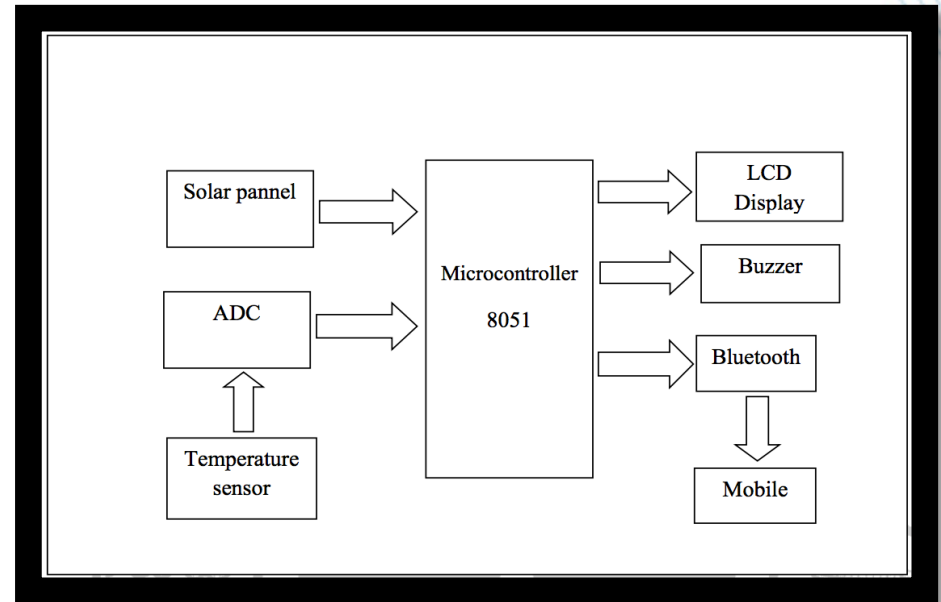 Solar pannel
ADC
Temperature
sensor
Microcontroller
8051
LCD
Display
Buzzer
Bluetooth
Mobile